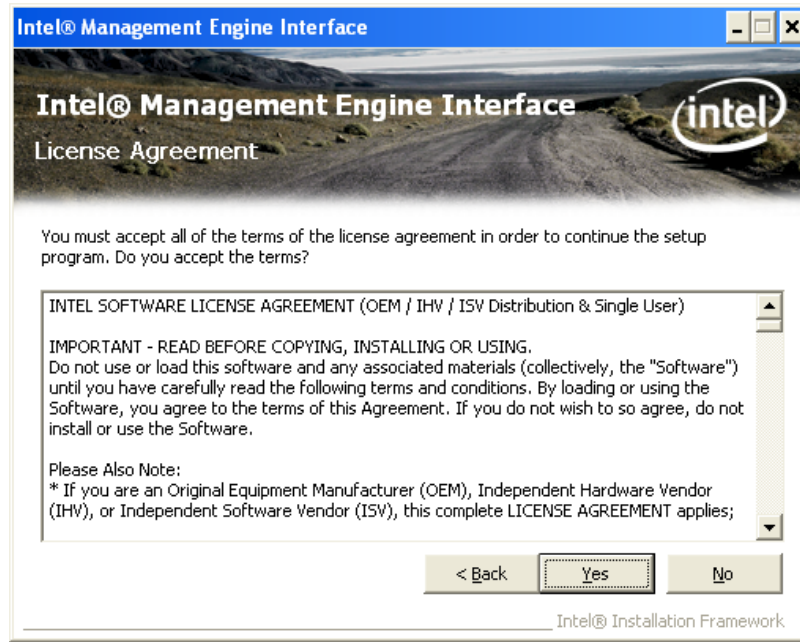 Intel® Management Engine Interface
Intel® Management Engine Interface
intel
License Agreement
You must accept all of the terms of the license agreement in order to continue the setup
program. Do you accept the terms?
INTEL SOFTWARE LICENSE AGREEMENT (OEM / IHV / ISV Distribution & Single User)
IMPORTANT - READ BEFORE COPYING, INSTALLING OR USING.
Do not use or load this software and any associated materials (collectively, the "Software")
until you have carefully read the following terms and conditions. By loading or using the
Software, you agree to the terms of this Agreement. If you do not wish to so agree, do not
install or use the Software.
Please Also Note:
* If you are an Original Equipment Manufacturer (OEM), Independent Hardware Vendor
(IHV), or Independent Software Vendor (ISV), this complete LICENSE AGREEMENT applies;
< Back
Yes
No
Intel® Installation Framework